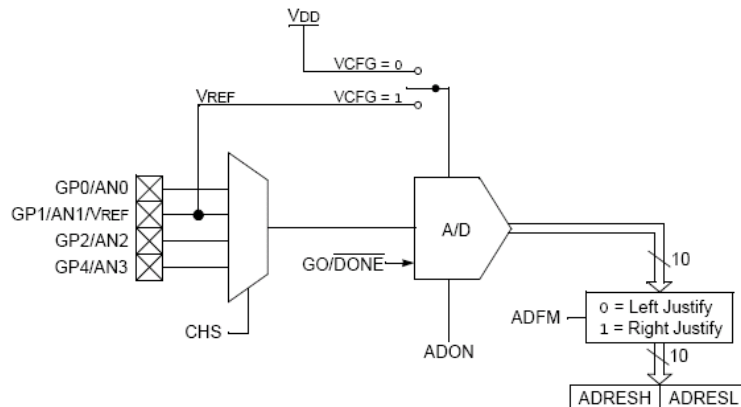 VDD
VCFG = 0
VREF
VCFG = 1
GP0/AN0
GP1/AN1/VREF
GP2/AN2
GP4/AN3
A/D
GO/DONE
10
CHS
ADON
ADFM
0 = Left Justify
1 = Right Justify
10
ADRESH ADRESL